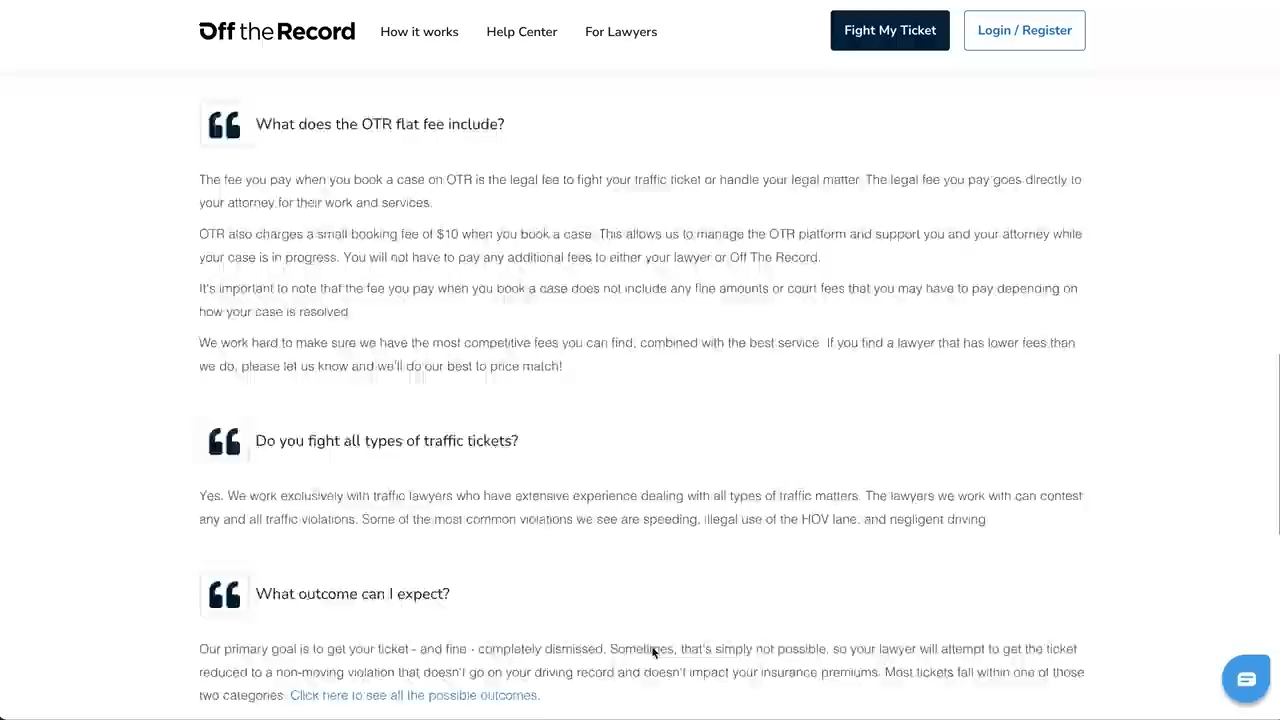 Off the Record How it works Help Center For Lawyers Fight My Ticket Login / Register
What does the OTR flat fee include?
The fee you pay when you book a case on OTR is the legal fee to fight your traffic ticket or handle your legal matter. The legal fee you pay goes directly to
your attorney for their work and services.
OTR also charges a small booking fee of $10 when you book a case. This allows us to manage the OTR platform and support you and your attorney while
your case is in progress. You will not have to pay any additional fees to either your lawyer or Off The Record.
It's important to note that the fee you pay when you book a case does not include any fine amounts or court fees that you may have to pay depending on
how your case is resolved.
We work hard to make sure we have the most competitive fees you can find, combined with the best service. If you find a lawyer that has lower fees than
we do, please let us know and we'll do our best to price match!
Do you fight all types of traffic tickets?
Yes. We work exclusively with traffic lawyers who have extensive experience dealing with all types of traffic matters. The lawyers we work with can contest
any and all traffic violations. Some of the most common violations we see are speeding, illegal use of the HOV lane, and negligent driving.
What outcome can I expect?
Our primary goal is to get your ticket - and fine - completely dismissed. Sometimes, that's simply not possible, so your lawyer will attempt to get the ticket
reduced to a non-moving violation that doesn't go on your driving record and doesn't impact your insurance premiums. Most tickets fall within one of those
two categories. Click here to see all the possible outcomes.